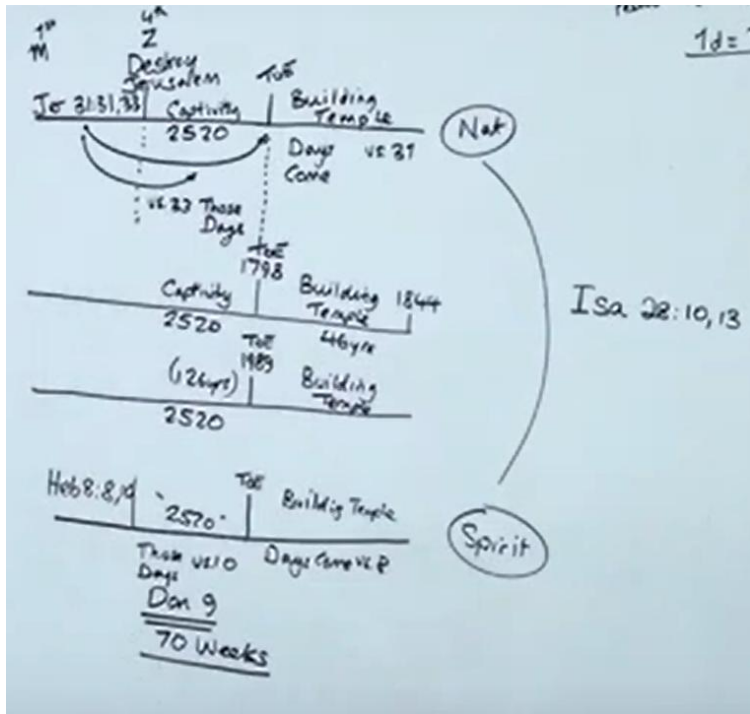 1st
M
4th
Z
Destroy
Jerusalem
ToE
Je 31:31,33
Captivity
Building
Temple
2520
Nat
Days vs 31
Come
vs 33 Those
Days
ToE
1798
Captivity
Building
Temple
1844
2520
46yrs
Isa 28:10,13
ToE
1989
(126yrs)
Building
Temple
2520
Heb 8:8,10
2520
ToE
Buildig Temple
Spirit
Those vs 10
Days
Days Come vs 8
Dan 9
70 Weeks
1d=